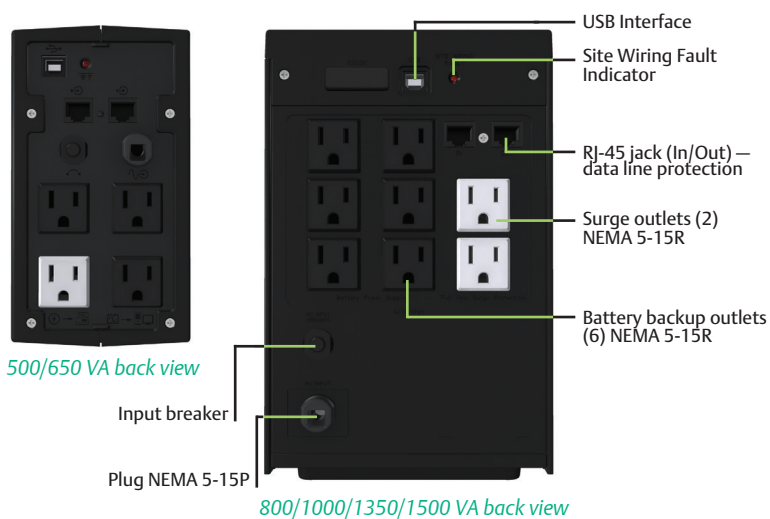 USB Interface
Site Wiring Fault
Indicator
RJ-45 jack (In/Out) —
data line protection
Surge outlets (2)
NEMA 5-15R
Battery backup outlets
(6) NEMA 5-15R
500/650 VA back view
Input breaker
Plug NEMA 5-15P
800/1000/1350/1500 VA back view